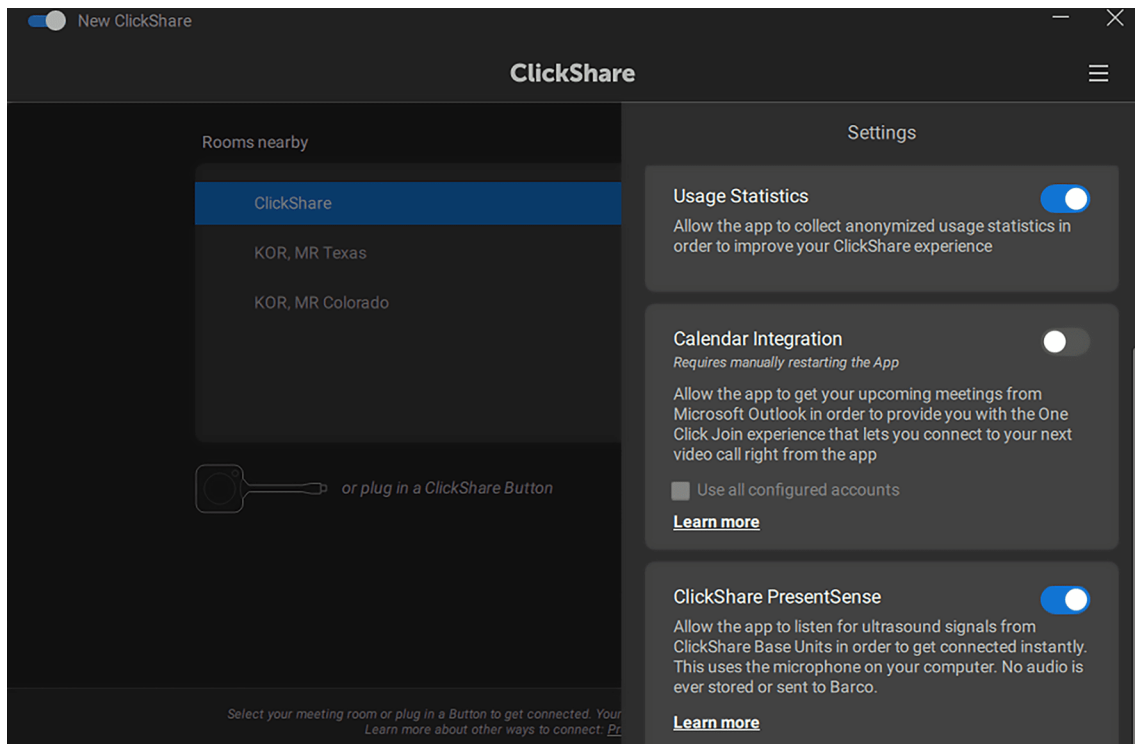 New ClickShare
ClickShare
Rooms nearby
ClickShare
KOR, MR Texas
KOR, MR Colorado
or plug in a ClickShare Button
Select your meeting room or plug in a Button to get connected. Your
Learn more about other ways to connect: Pr
Settings
Usage Statistics
Allow the app to collect anonymized usage statistics in
order to improve your ClickShare experience
Calendar Integration
Requires manually restarting the App
Allow the app to get your upcoming meetings from
Microsoft Outlook in order to provide you with the One
Click Join experience that lets you connect to your next
video call right from the app
Use all configured accounts
Learn more
ClickShare PresentSense
Allow the app to listen for ultrasound signals from
ClickShare Base Units in order to get connected instantly.
This uses the microphone on your computer. No audio is
ever stored or sent to Barco.
Learn more